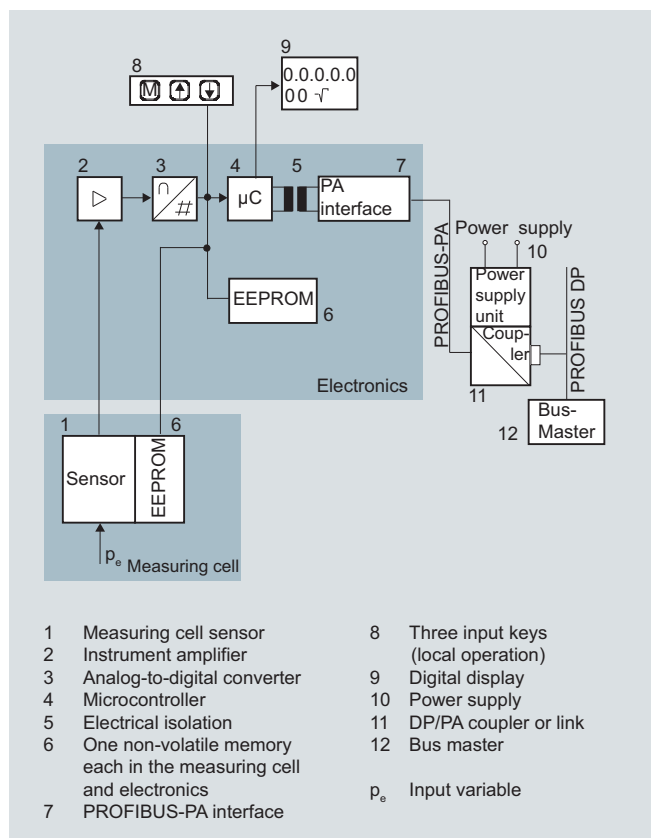 9
8
0.0.0.0.0
00 √
M
2
3
4
5
7
∩
#
µC
PA
interface
Power supply
10
PROFIBUS-PA
Power
supply
unit
PROFIBUS DP
EEPROM
6
Coup-
ler
Electronics
11
12
Bus-
Master
1
6
Sensor
EEPROM
pe
Measuring cell
1 Measuring cell sensor
2 Instrument amplifier
3 Analog-to-digital converter
4 Microcontroller
5 Electrical isolation
6 One non-volatile memory
each in the measuring cell
and electronics
7 PROFIBUS-PA interface
8 Three input keys
(local operation)
9 Digital display
10 Power supply
11 DP/PA coupler or link
12 Bus master
pe Input variable